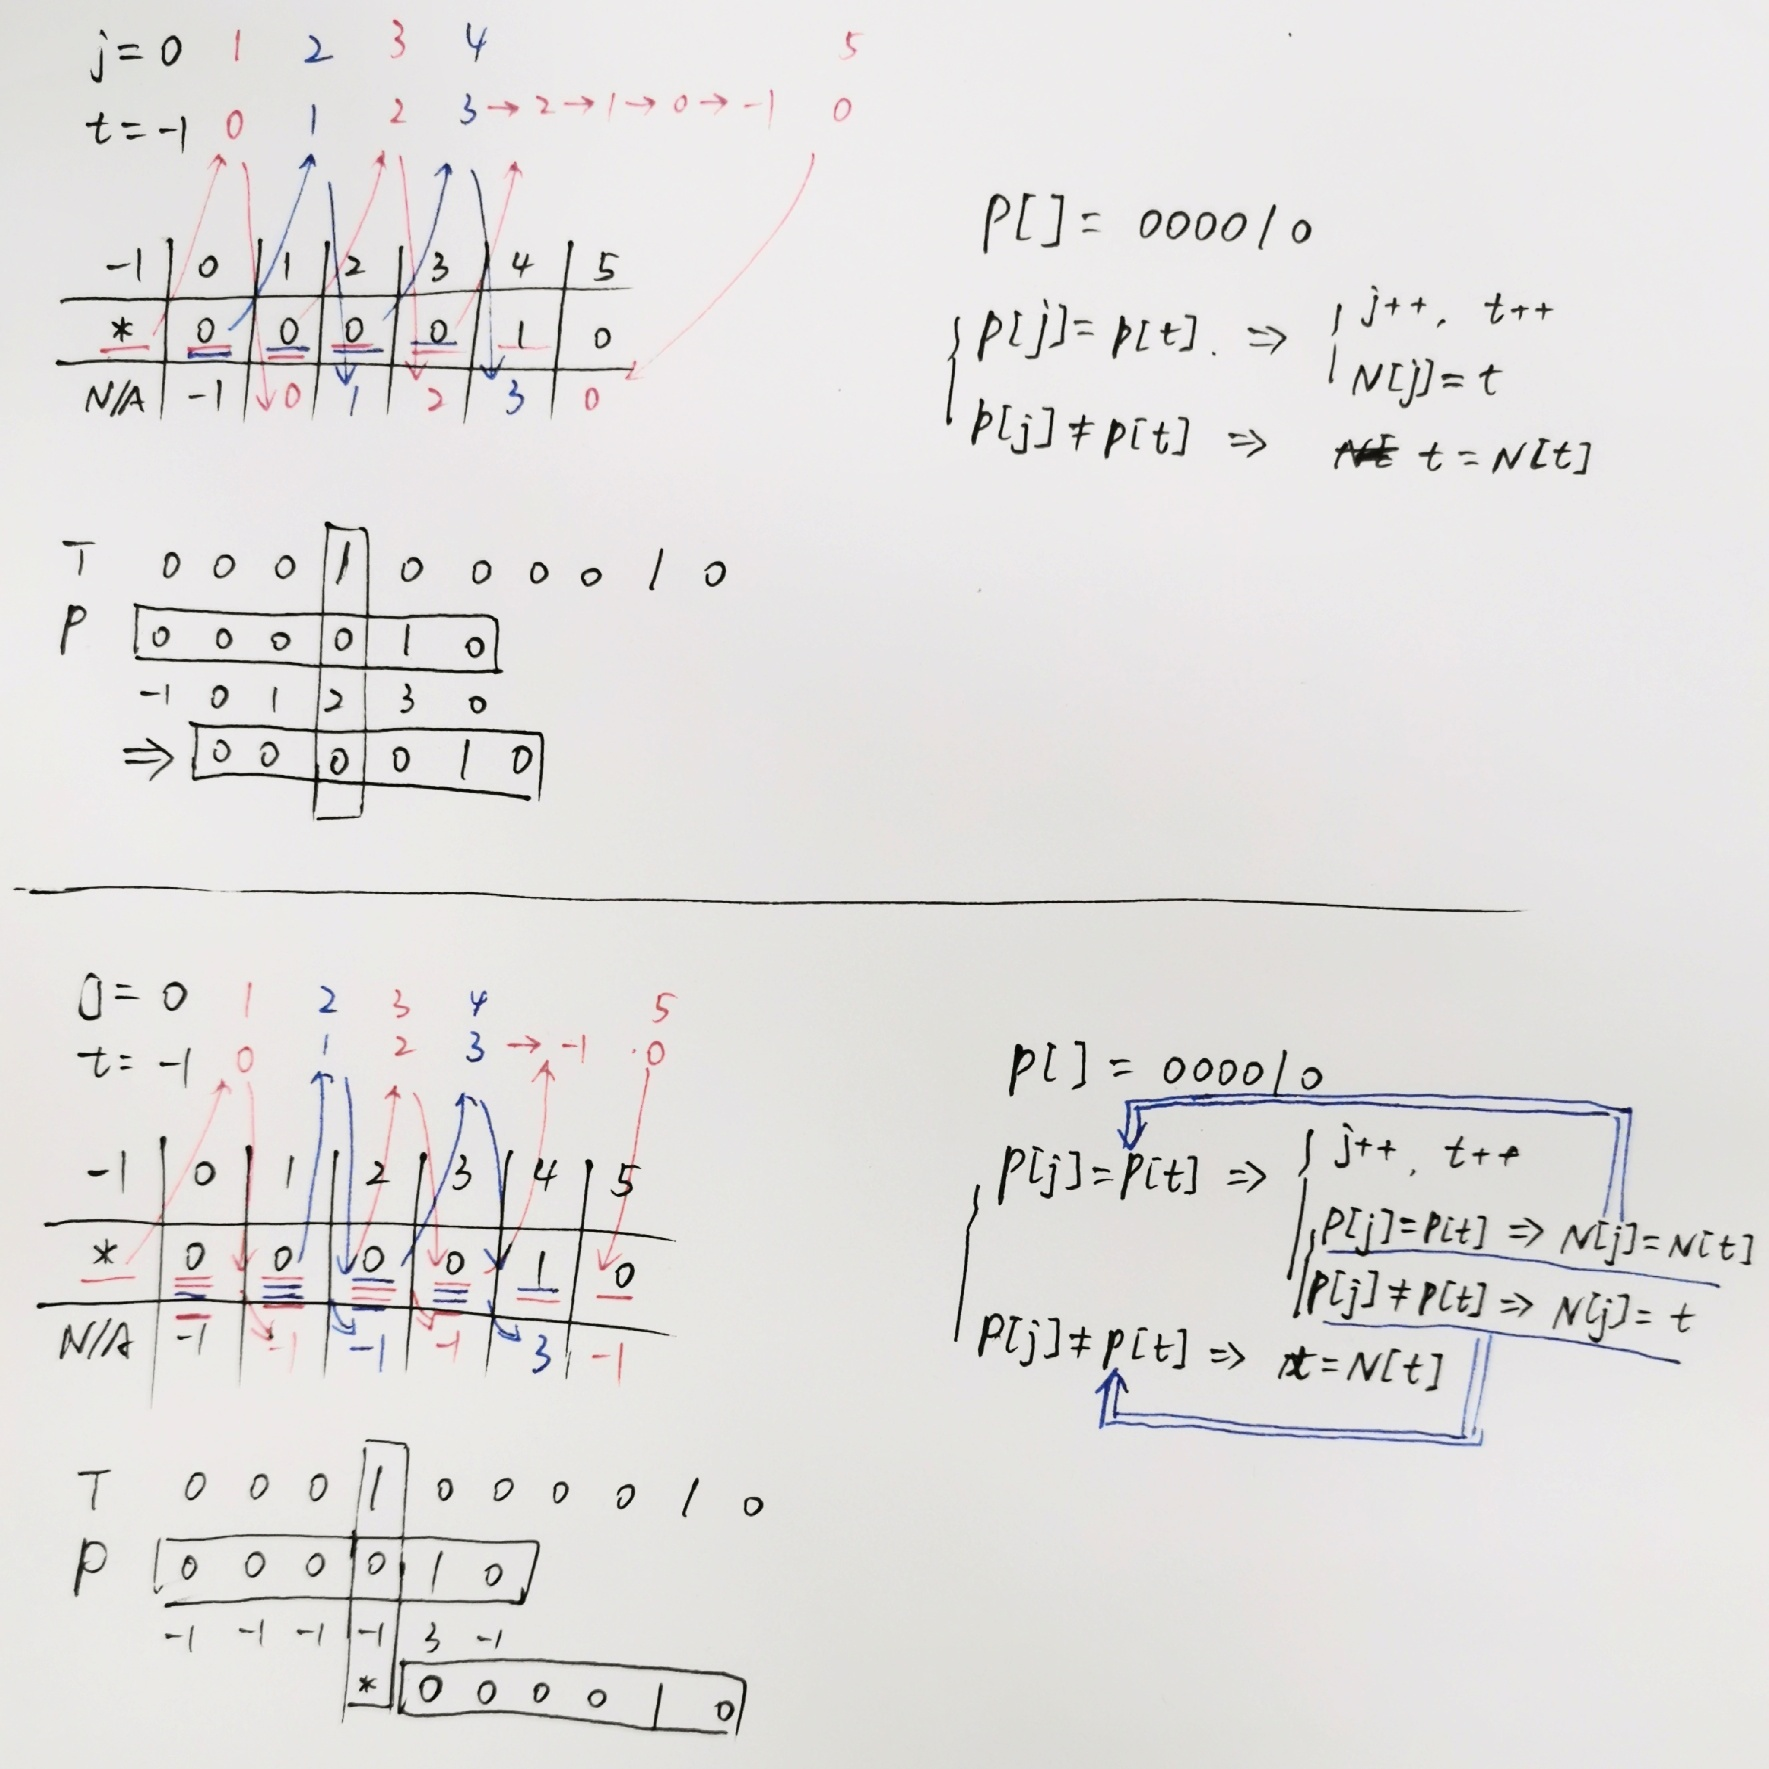 j = 0 1 2 3 4 5
t = -1 0 1 2 3 → 2 → 1 → 0 → -1 0
-1 0 1 2 3 4 5
* 0 0 0 0 1 0
N/A -1 0 1 2 3 0
P[] = 000010
P[j] = P[t]. ⇒ j++, t++
N[j] = t
P[j] ≠ P[t] ⇒ t = N[t]
T 0 0 0 1 0 0 0 0 1 0
P 0 0 0 0 1 0
-1 0 1 2 3 0
⇒ 0 0 0 0 1 0
J = 0 1 2 3 4 5
t = -1 0 1 2 3 → -1 0
-1 0 1 2 3 4 5
* 0 0 0 0 1 0
N/A -1 -1 -1 -1 3 -1
P[] = 000010
P[j] = P[t] ⇒ j++, t++
P[j] = P[t] ⇒ N[j] = N[t]
P[j] ≠ P[t] ⇒ N[j] = t
P[j] ≠ P[t] ⇒ t = N[t]
T 0 0 0 1 0 0 0 0 1 0
P 0 0 0 0 1 0
-1 -1 -1 -1 3 -1
* 0 0 0 0 1 0